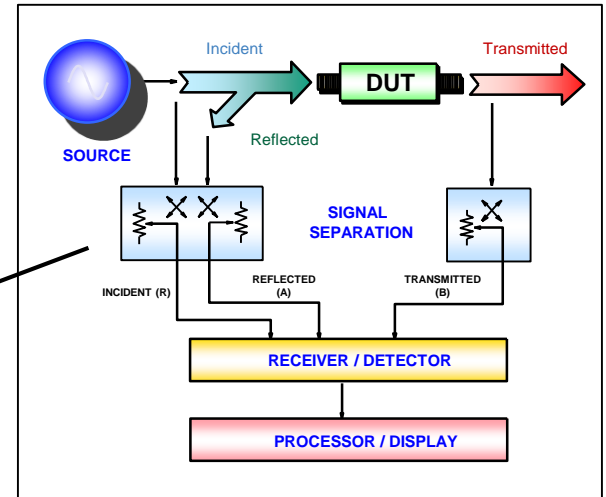 Incident
Transmitted
DUT
Reflected
SOURCE
SIGNAL
SEPARATION
INCIDENT (R)
REFLECTED
(A)
TRANSMITTED
(B)
RECEIVER / DETECTOR
PROCESSOR / DISPLAY